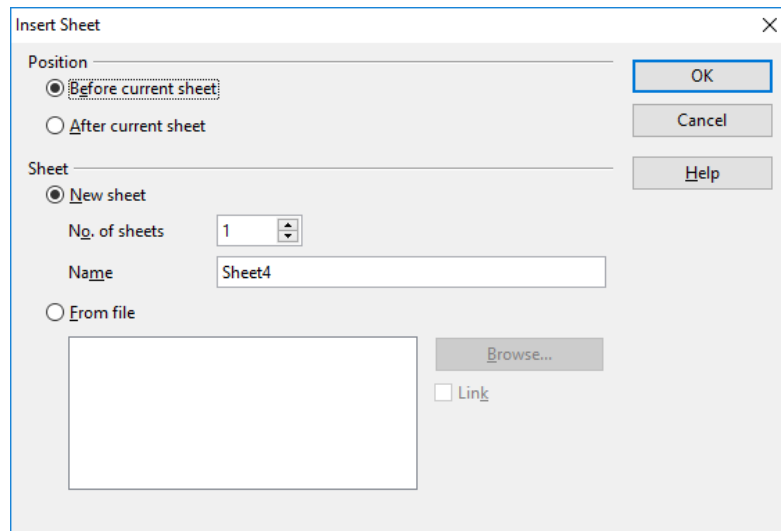 Insert Sheet
Position
Before current sheet
After current sheet
OK
Cancel
Help
Sheet
New sheet
No. of sheets 1
Name Sheet4
From file
Browse...
Link